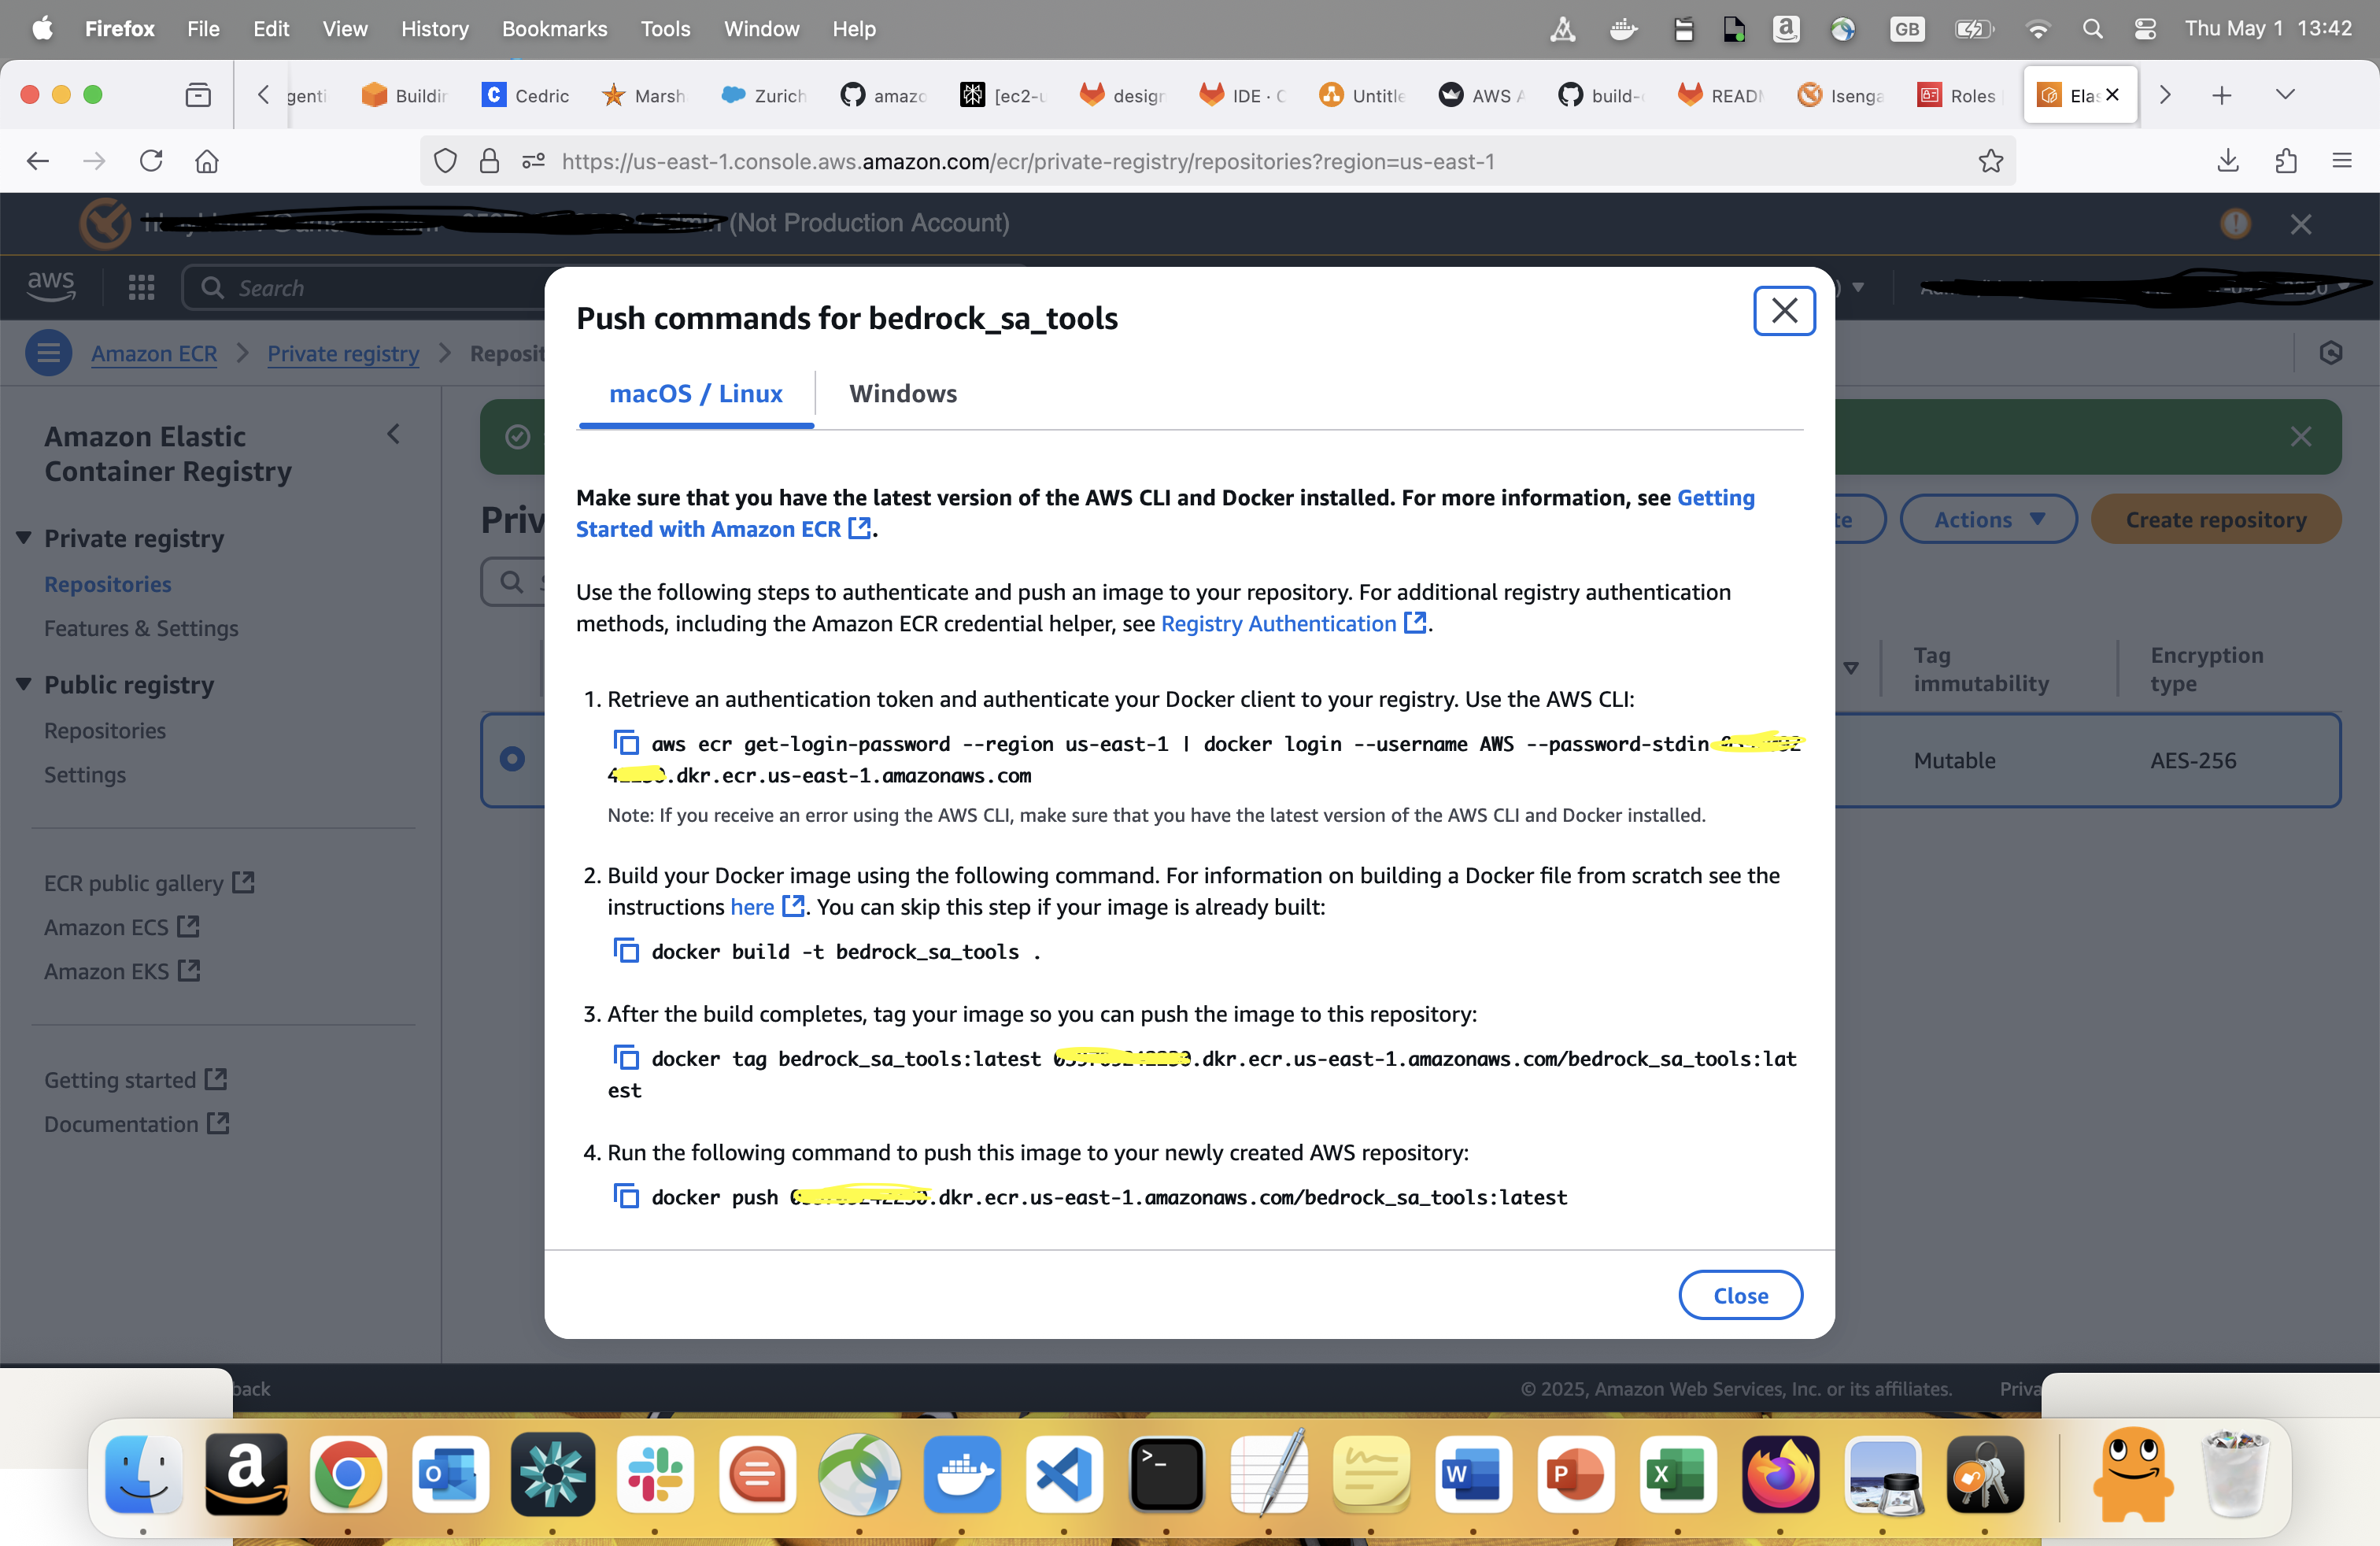 Firefox File Edit View History Bookmarks Tools Window Help GB Thu May 1 13:42
genti Buildin Cedric Marsh Zurich amazo [ec2-u design IDE · C Untitle AWS A build- READ Isenga Roles Elas
https://us-east-1.console.aws.amazon.com/ecr/private-registry/repositories?region=us-east-1
(Not Production Account)
aws Search
Amazon ECR Private registry Reposit
Amazon Elastic
Container Registry
Private registry
Repositories
Features & Settings
Public registry
Repositories
Settings
ECR public gallery
Amazon ECS
Amazon EKS
Getting started
Documentation
Priv
te Actions Create repository
Tag
immutability
Encryption
type
Mutable AES-256
Push commands for bedrock_sa_tools
macOS / Linux Windows
Make sure that you have the latest version of the AWS CLI and Docker installed. For more information, see Getting
Started with Amazon ECR .
Use the following steps to authenticate and push an image to your repository. For additional registry authentication
methods, including the Amazon ECR credential helper, see Registry Authentication .
1. Retrieve an authentication token and authenticate your Docker client to your registry. Use the AWS CLI:
aws ecr get-login-password --region us-east-1 | docker login --username AWS --password-stdin
.dkr.ecr.us-east-1.amazonaws.com
Note: If you receive an error using the AWS CLI, make sure that you have the latest version of the AWS CLI and Docker installed.
2. Build your Docker image using the following command. For information on building a Docker file from scratch see the
instructions here . You can skip this step if your image is already built:
docker build -t bedrock_sa_tools .
3. After the build completes, tag your image so you can push the image to this repository:
docker tag bedrock_sa_tools:latest .dkr.ecr.us-east-1.amazonaws.com/bedrock_sa_tools:lat
est
4. Run the following command to push this image to your newly created AWS repository:
docker push .dkr.ecr.us-east-1.amazonaws.com/bedrock_sa_tools:latest
Close
back © 2025, Amazon Web Services, Inc. or its affiliates. Priva